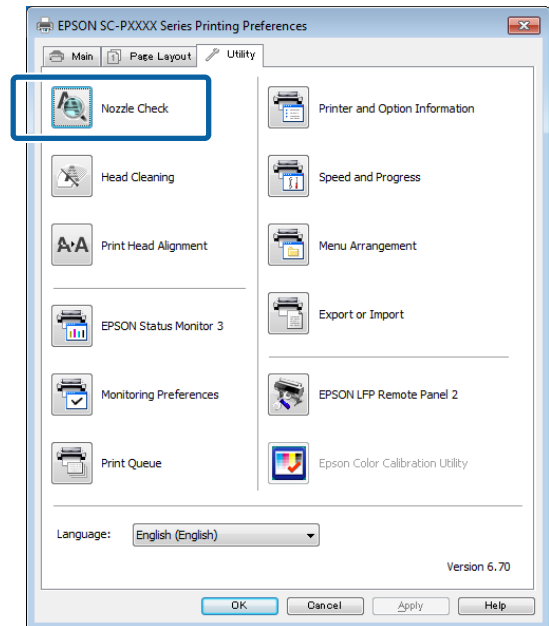 EPSON SC-PXXXX Series Printing Preferences
Main
Page Layout
Utility
Nozzle Check
Printer and Option Information
Head Cleaning
Speed and Progress
Print Head Alignment
Menu Arrangement
EPSON Status Monitor 3
Export or Import
Monitoring Preferences
EPSON LFP Remote Panel 2
Print Queue
Epson Color Calibration Utility
Language:
English (English)
Version 6.70
OK
Cancel
Apply
Help